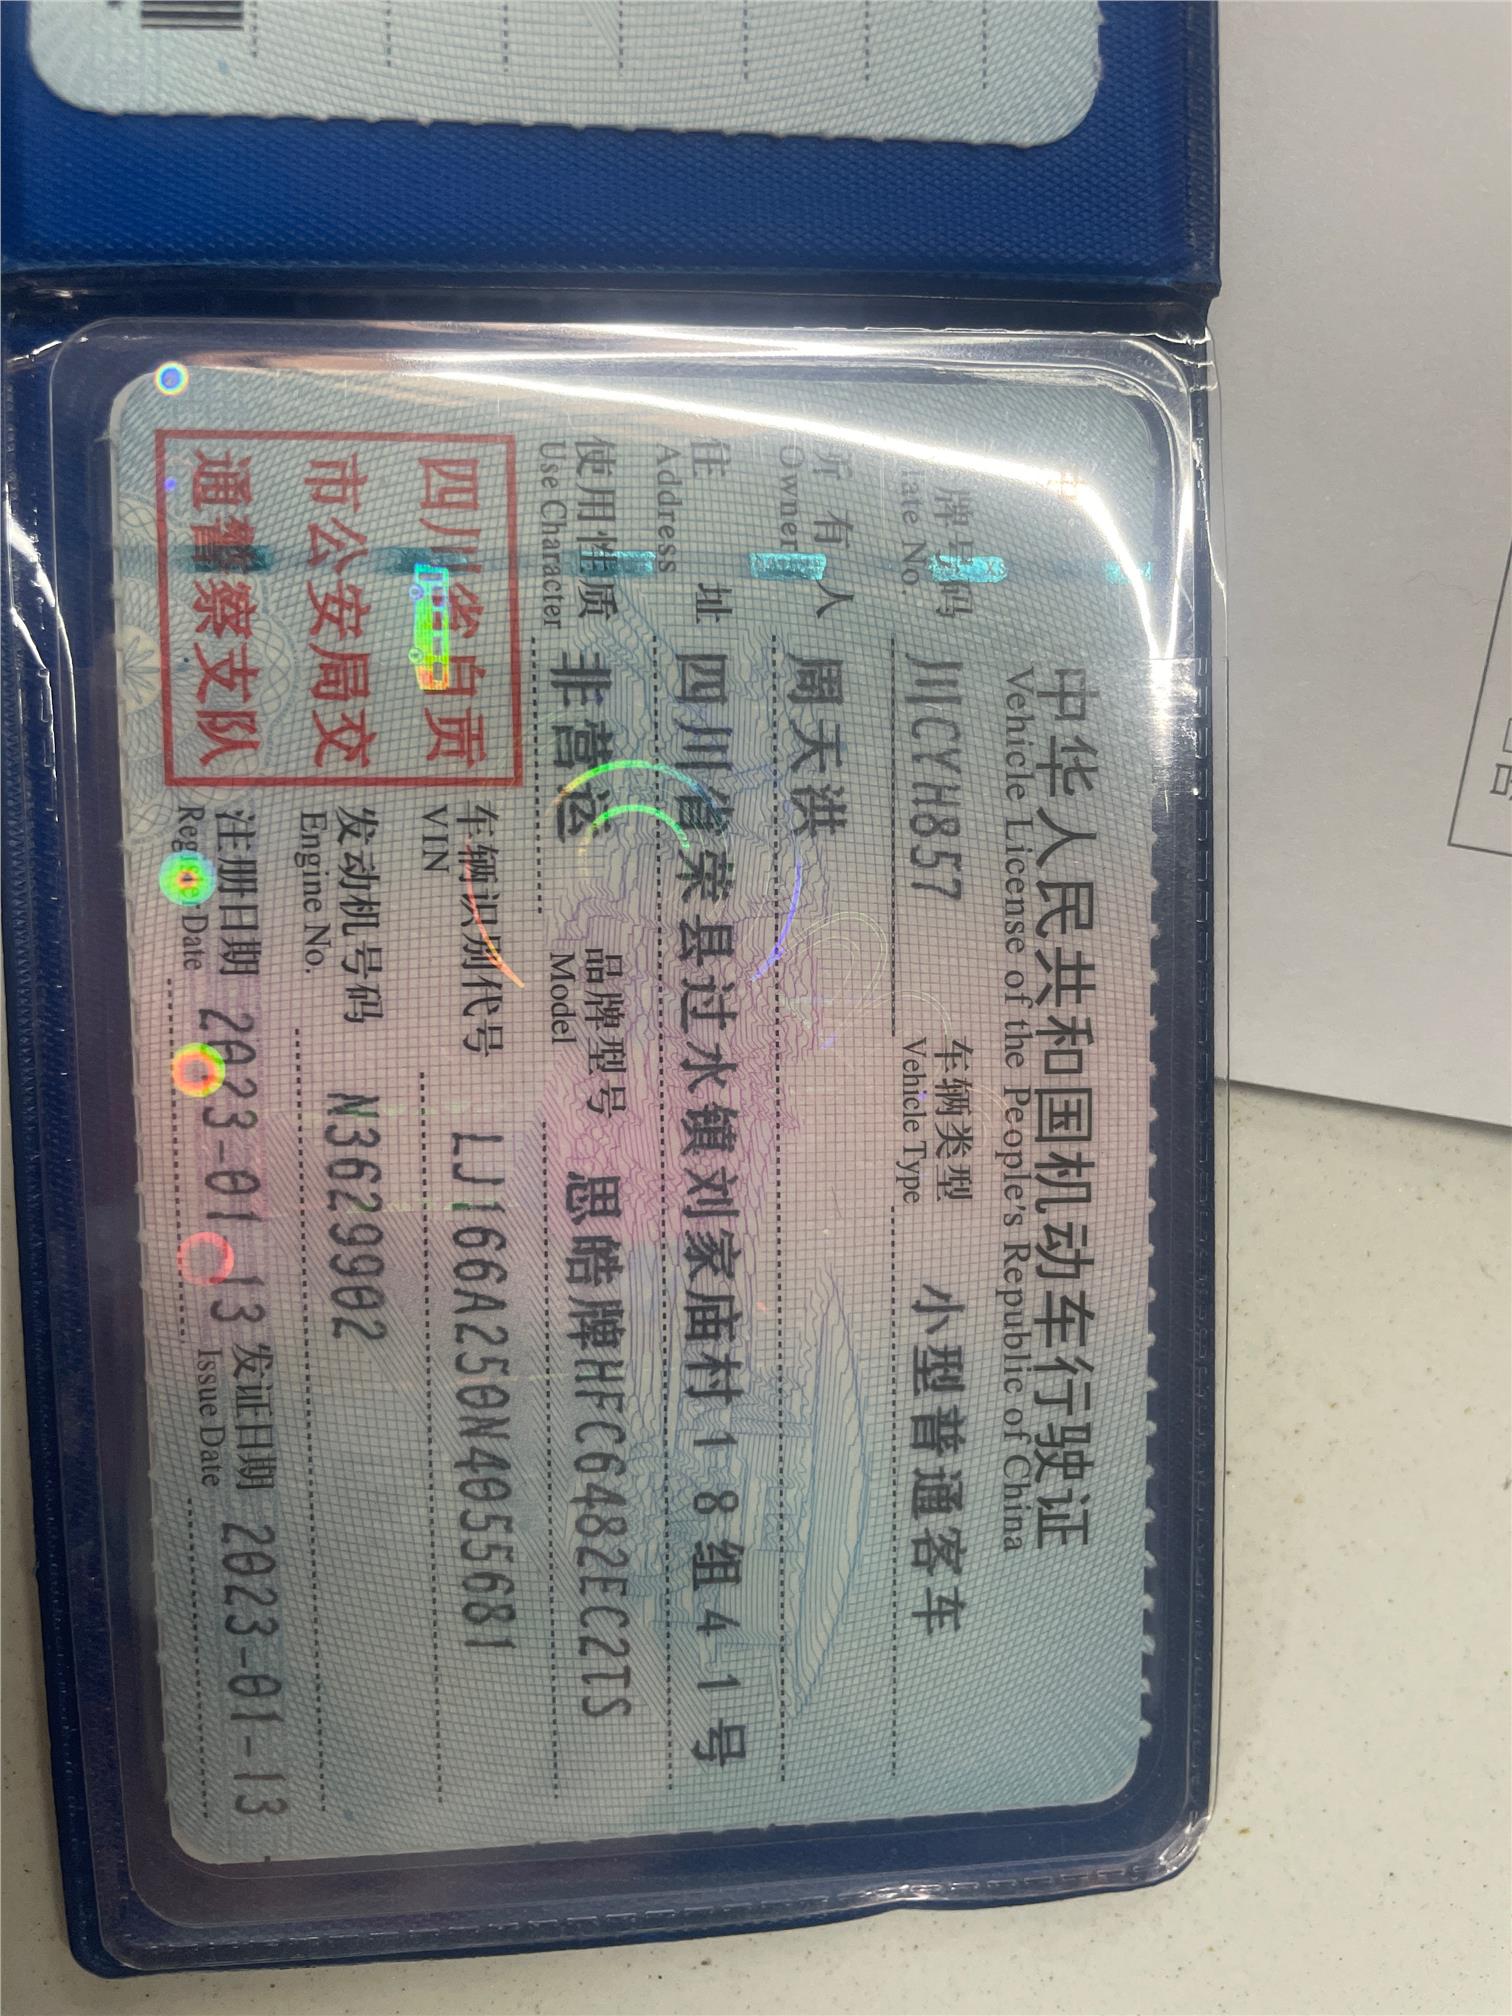 中华人民共和国机动车行驶证
Vehicle License of the People's Republic of China
牌号码 川CYH857 车辆类型 小型普通客车
Plate No. Vehicle Type
所有人 周天洪
Owner
住址 四川省荣县过水镇刘家庙村18组41号
Address
使用性质 非营运 品牌型号 思皓牌HFC6482EC2TS
Use Character Model
四川省自贡
市公安局交
通警察支队
车辆识别代号 LJ166A250N4055681
VIN
发动机号码 N3629902
Engine No.
注册日期 2023-01-13 发证日期 2023-01-13
Register Date Issue Date